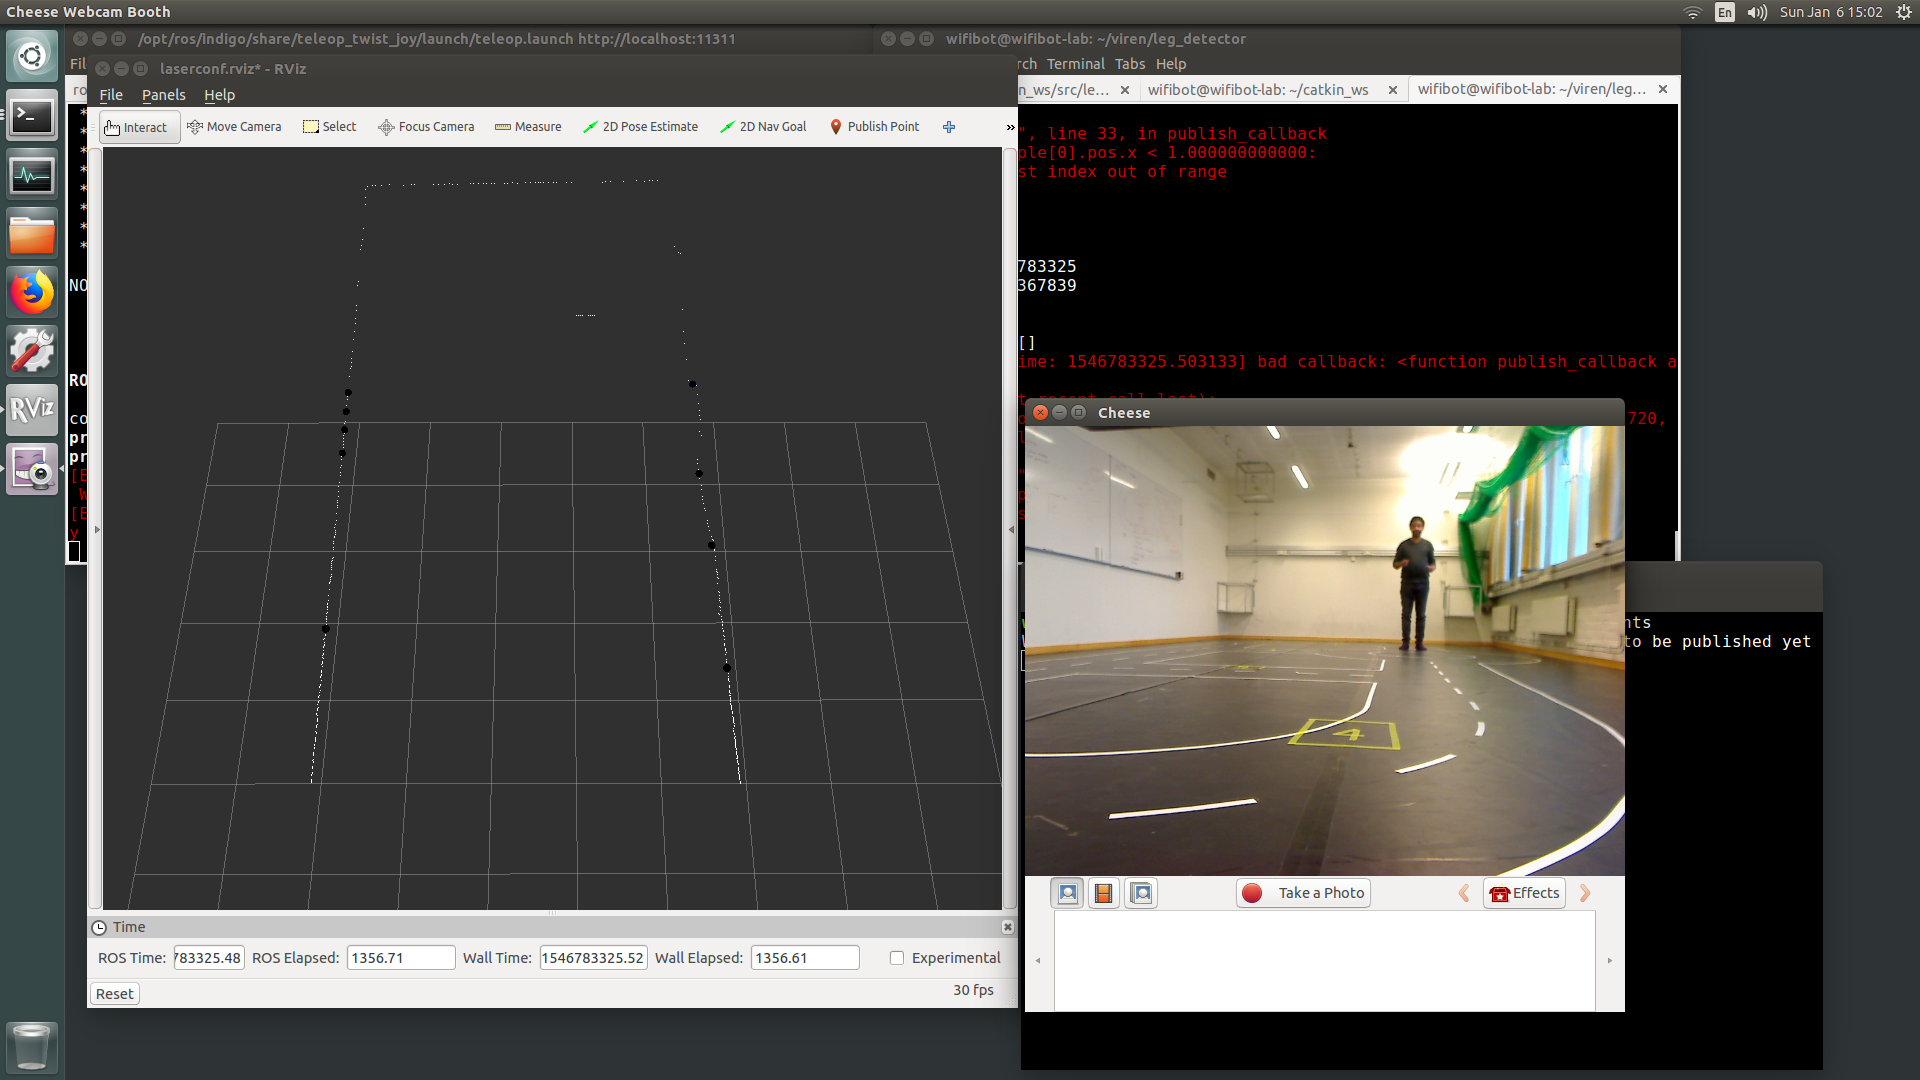 Cheese Webcam Booth
En
Sun Jan 6 15:02
/opt/ros/indigo/share/teleop_twist_joy/launch/teleop.launch http://localhost:11311
wifibot@wifibot-lab: ~/viren/leg_detector
Fil
rch Terminal Tabs Help
laserconf.rviz* - RViz
ro
n_ws/src/le...
wifibot@wifibot-lab: ~/catkin_ws
wifibot@wifibot-lab: ~/viren/leg...
File Panels Help
Interact
Move Camera
Select
Focus Camera
Measure
2D Pose Estimate
2D Nav Goal
Publish Point
*
*
*
*
*
*
*
*
NO
RO
co
pr
pr
[E
W
[E
y
", line 33, in publish_callback
ple[0].pos.x < 1.000000000000:
st index out of range
783325
367839
[]
ime: 1546783325.503133] bad callback: <function publish_callback a
720,
Cheese
4
nts
to be published yet
RViz
Take a Photo
Effects
Time
ROS Time: 783325.48 ROS Elapsed: 1356.71 Wall Time: 1546783325.52 Wall Elapsed: 1356.61 Experimental
Reset
30 fps